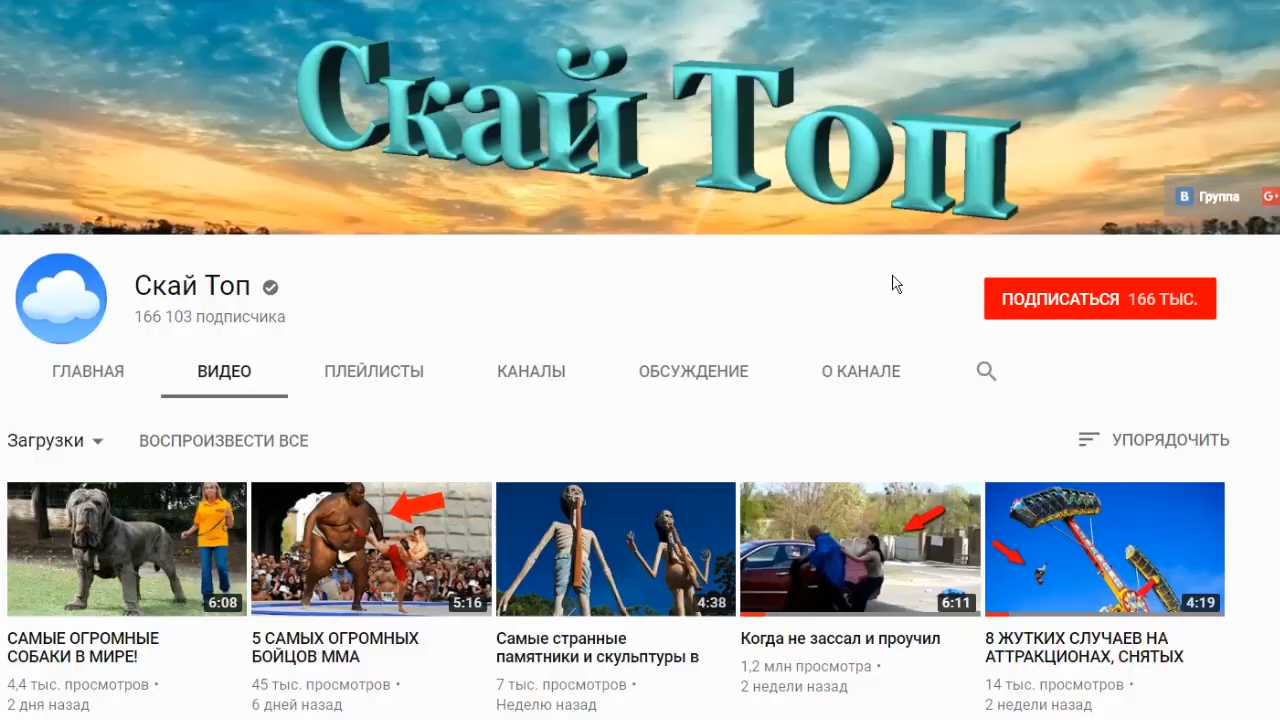 Скай Топ
Группа
G+
Скай Топ
166 103 подписчика
ПОДПИСАТЬСЯ 166 ТЫС.
ГЛАВНАЯ ВИДЕО ПЛЕЙЛИСТЫ КАНАЛЫ ОБСУЖДЕНИЕ О КАНАЛЕ
Загрузки ВОСПРОИЗВЕСТИ ВСЕ УПОРЯДОЧИТЬ
6:08
САМЫЕ ОГРОМНЫЕ
СОБАКИ В МИРЕ!
4,4 тыс. просмотров •
2 дня назад
5:16
5 САМЫХ ОГРОМНЫХ
БОЙЦОВ ММА
45 тыс. просмотров •
6 дней назад
4:38
Самые странные
памятники и скульптуры в
7 тыс. просмотров •
Неделю назад
6:11
Когда не зассал и проучил
1,2 млн просмотра •
2 недели назад
4:19
8 ЖУТКИХ СЛУЧАЕВ НА
АТТРАКЦИОНАХ, СНЯТЫХ
14 тыс. просмотров •
2 недели назад